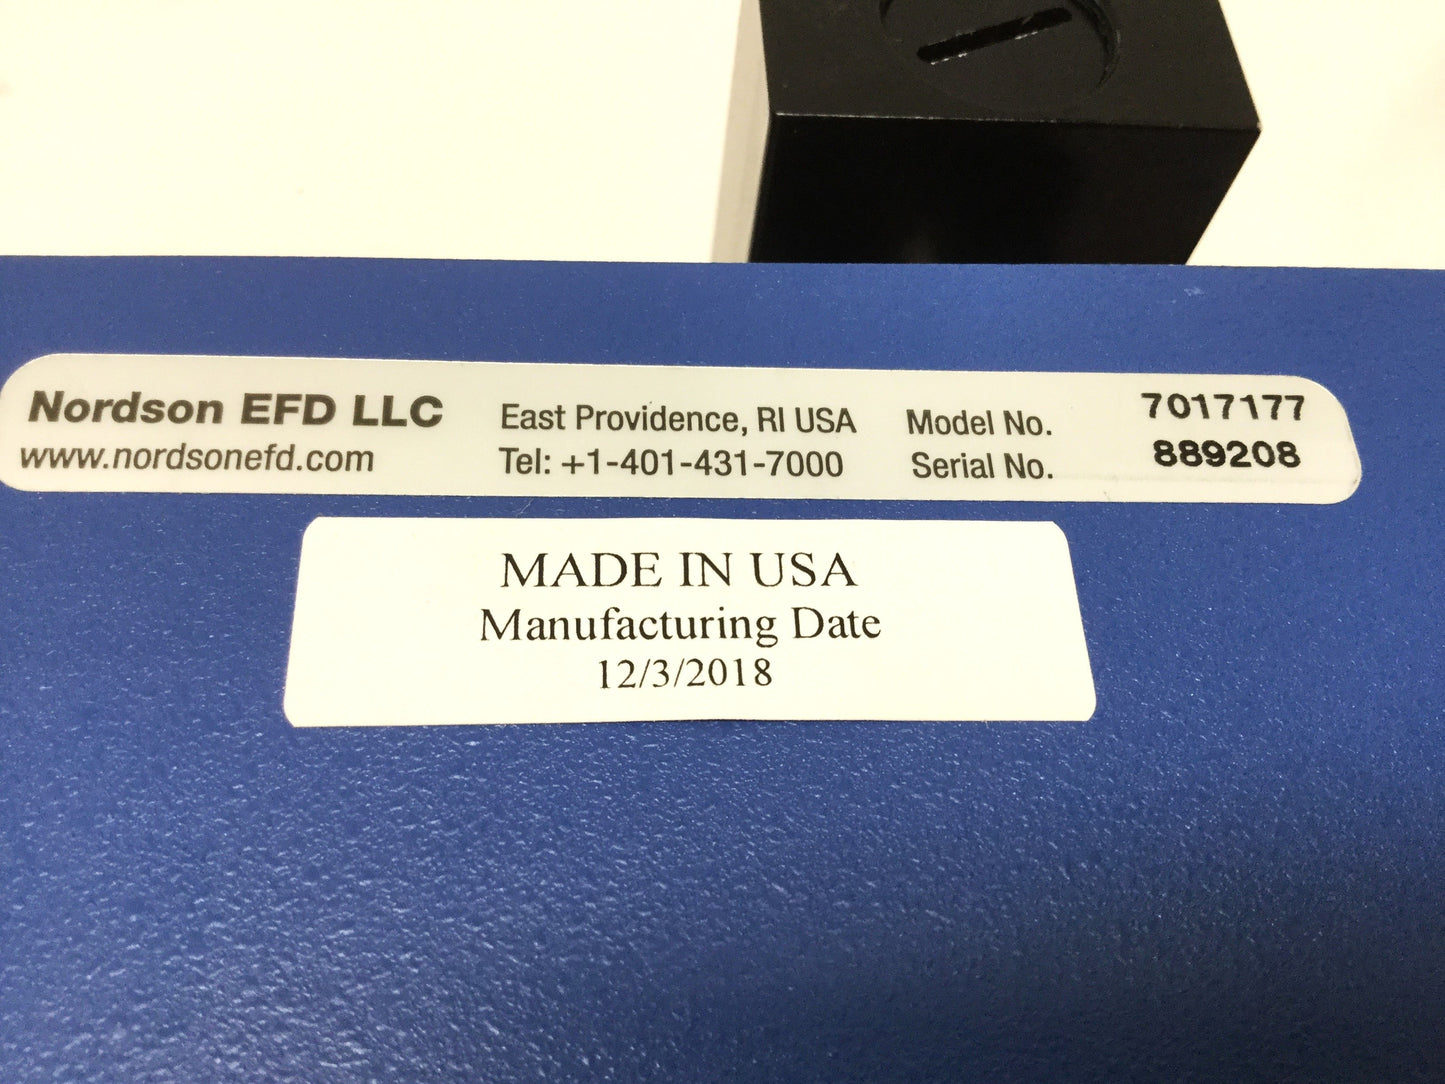 Nordson EFD LLC
www.nordsonefd.com
East Providence, RI USA
Tel: +1-401-431-7000
Model No. 7017177
Serial No. 889208
MADE IN USA
Manufacturing Date
12/3/2018